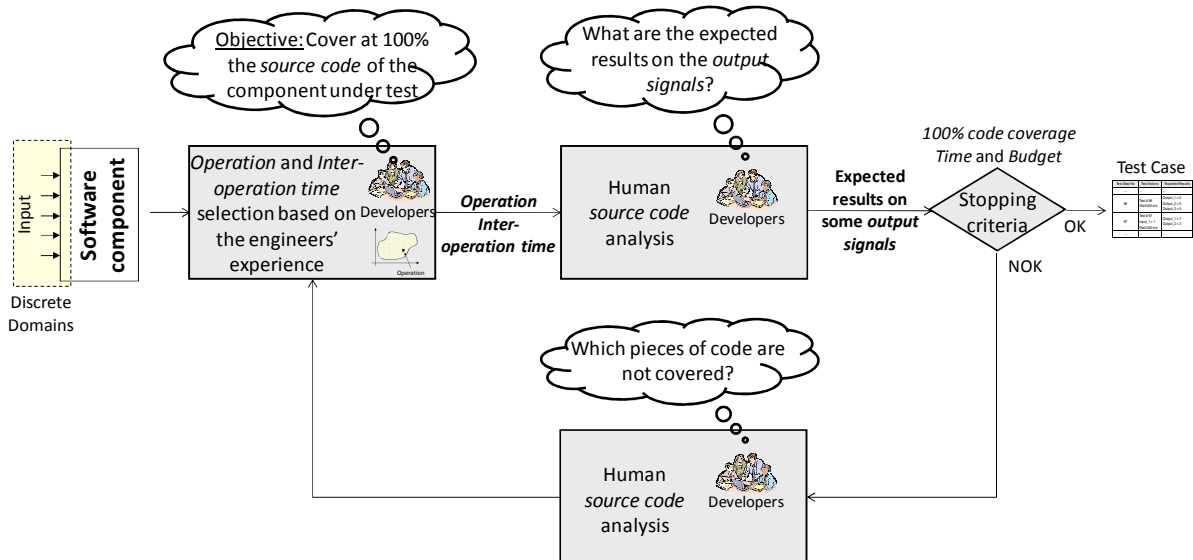 Objective: Cover at 100%
the source code of the
component under test
What are the expected
results on the output
signals?
Input
Software
component
Discrete
Domains
Operation and Inter-
operation time
selection based on
the engineers'
experience
Developers
Operation
Operation
Inter-
operation time
Human
source code
analysis
Developers
Expected
results on
some output
signals
100% code coverage
Time and Budget
Stopping
criteria
OK
NOK
Test Case
Which pieces of code are
not covered?
Human
source code
analysis
Developers